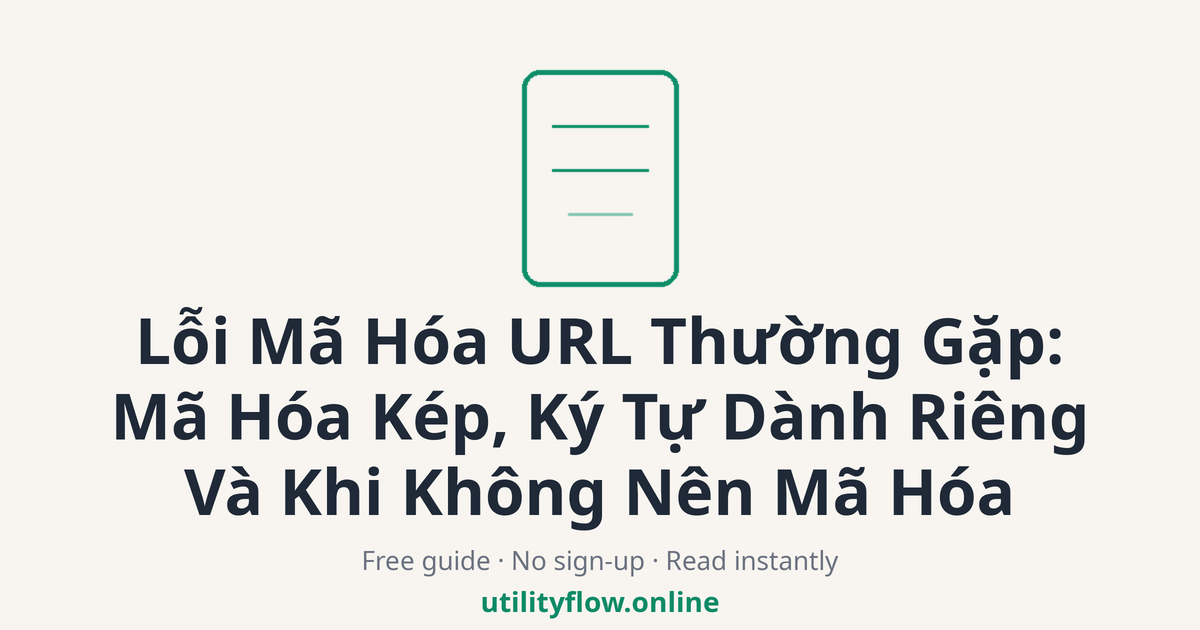 Lỗi Mã Hóa URL Thường Gặp:
Mã Hóa Kép, Ký Tự Dành Riêng
Và Khi Không Nên Mã Hóa
Free guide · No sign-up · Read instantly
utilityflow.online